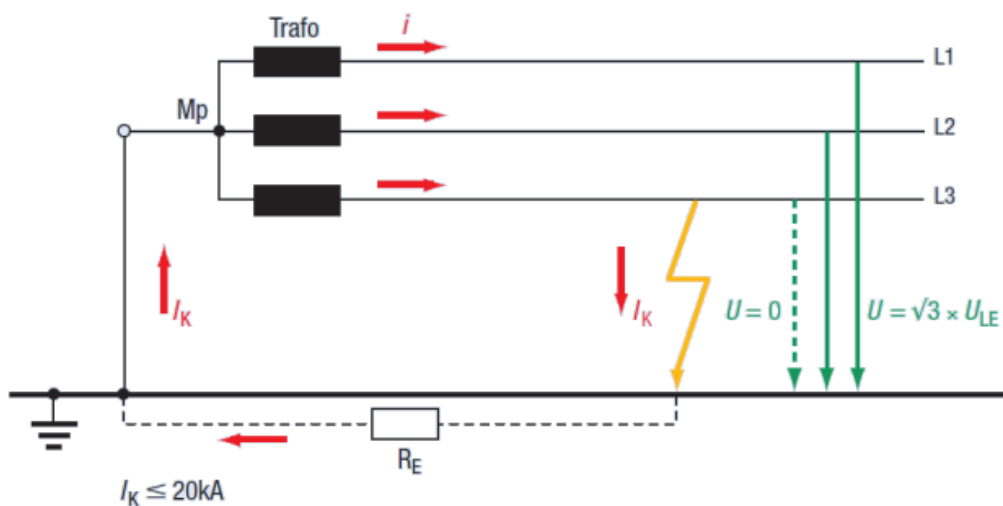 Trafo
i
L1
Mp
L2
L3
I_K
I_K
U = 0
U = √3 × U_LE
R_E
I_K ≤ 20kA